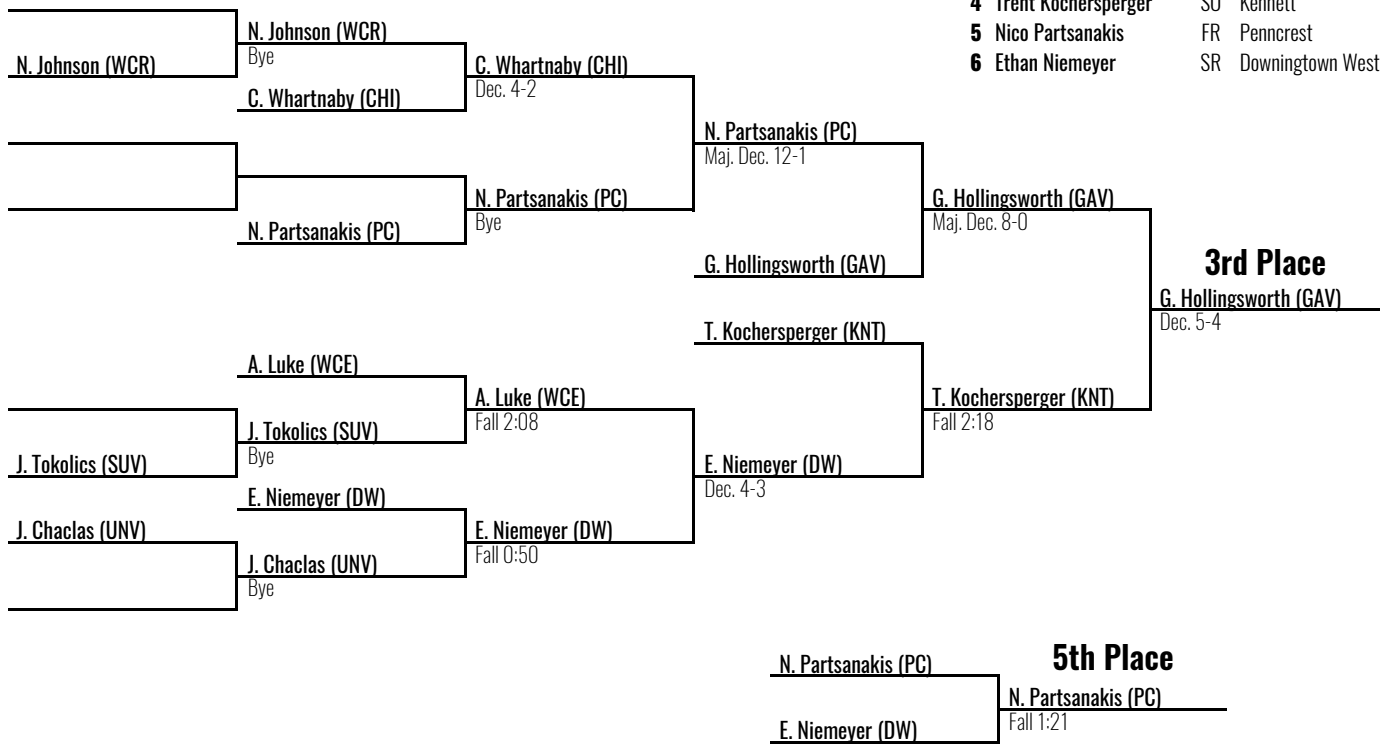 4 Trent Kochersperger SO Kennett
5 Nico Partsanakis FR Penncrest
6 Ethan Niemeyer SR Downingtown West
N. Johnson (WCR)
N. Johnson (WCR)
Bye
C. Whartnaby (CHI)
C. Whartnaby (CHI)
Dec. 4-2
N. Partsanakis (PC)
N. Partsanakis (PC)
Bye
N. Partsanakis (PC)
Maj. Dec. 12-1
G. Hollingsworth (GAV)
G. Hollingsworth (GAV)
Maj. Dec. 8-0
3rd Place
G. Hollingsworth (GAV)
Dec. 5-4
T. Kochersperger (KNT)
T. Kochersperger (KNT)
Fall 2:18
A. Luke (WCE)
A. Luke (WCE)
Fall 2:08
J. Tokolics (SUV)
J. Tokolics (SUV)
Bye
E. Niemeyer (DW)
Dec. 4-3
E. Niemeyer (DW)
E. Niemeyer (DW)
Fall 0:50
J. Chaclas (UNV)
J. Chaclas (UNV)
Bye
5th Place
N. Partsanakis (PC)
N. Partsanakis (PC)
Fall 1:21
E. Niemeyer (DW)